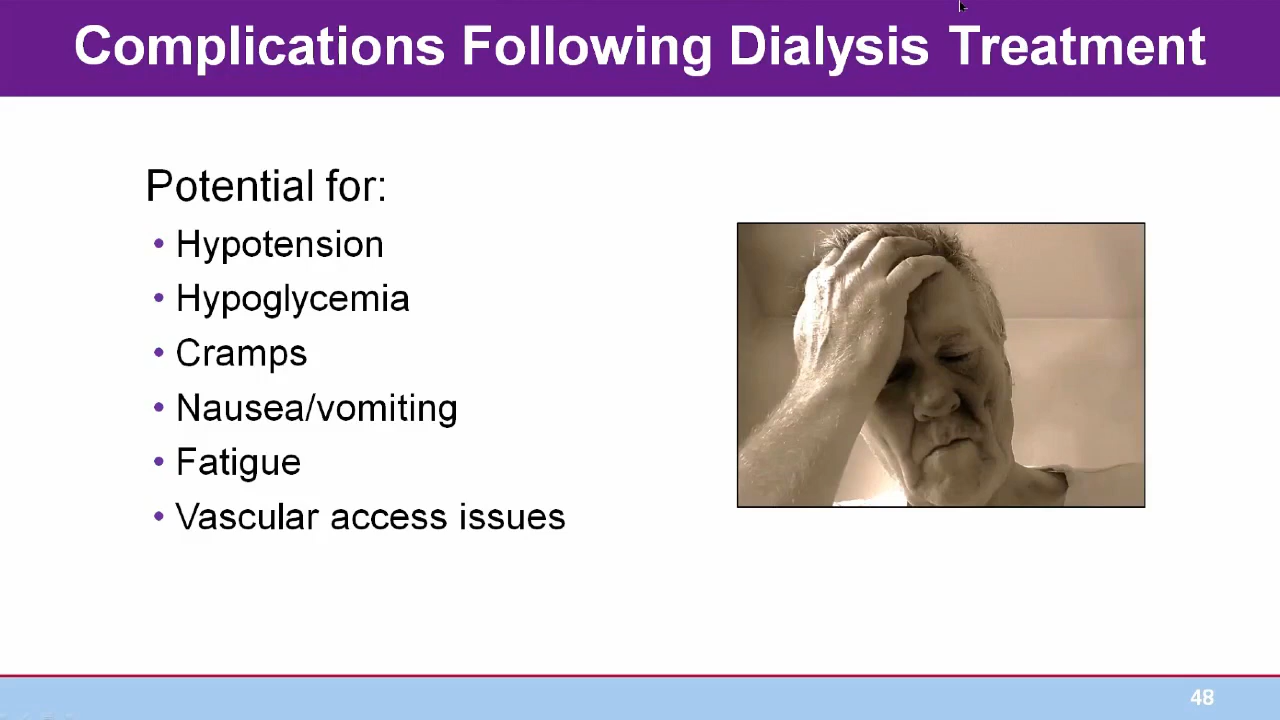 Complications Following Dialysis Treatment
Potential for:
• Hypotension
• Hypoglycemia
• Cramps
• Nausea/vomiting
• Fatigue
• Vascular access issues
48